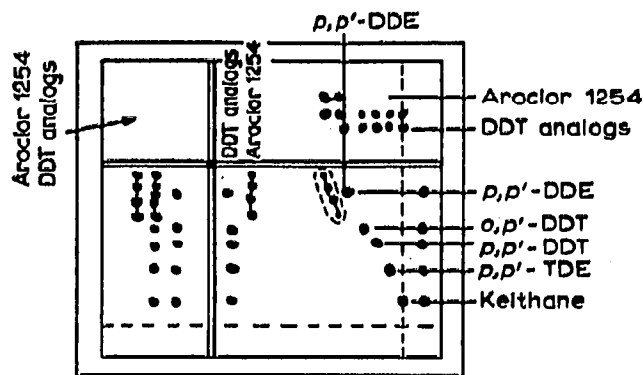 p,p'-DDE
Aroclor 1254
DDT analogs
DDT analogs
Aroclor 1254
Aroclor 1254
DDT analogs
p,p'-DDE
o,p'-DDT
p,p'-DDT
p,p'-TDE
Kelthane